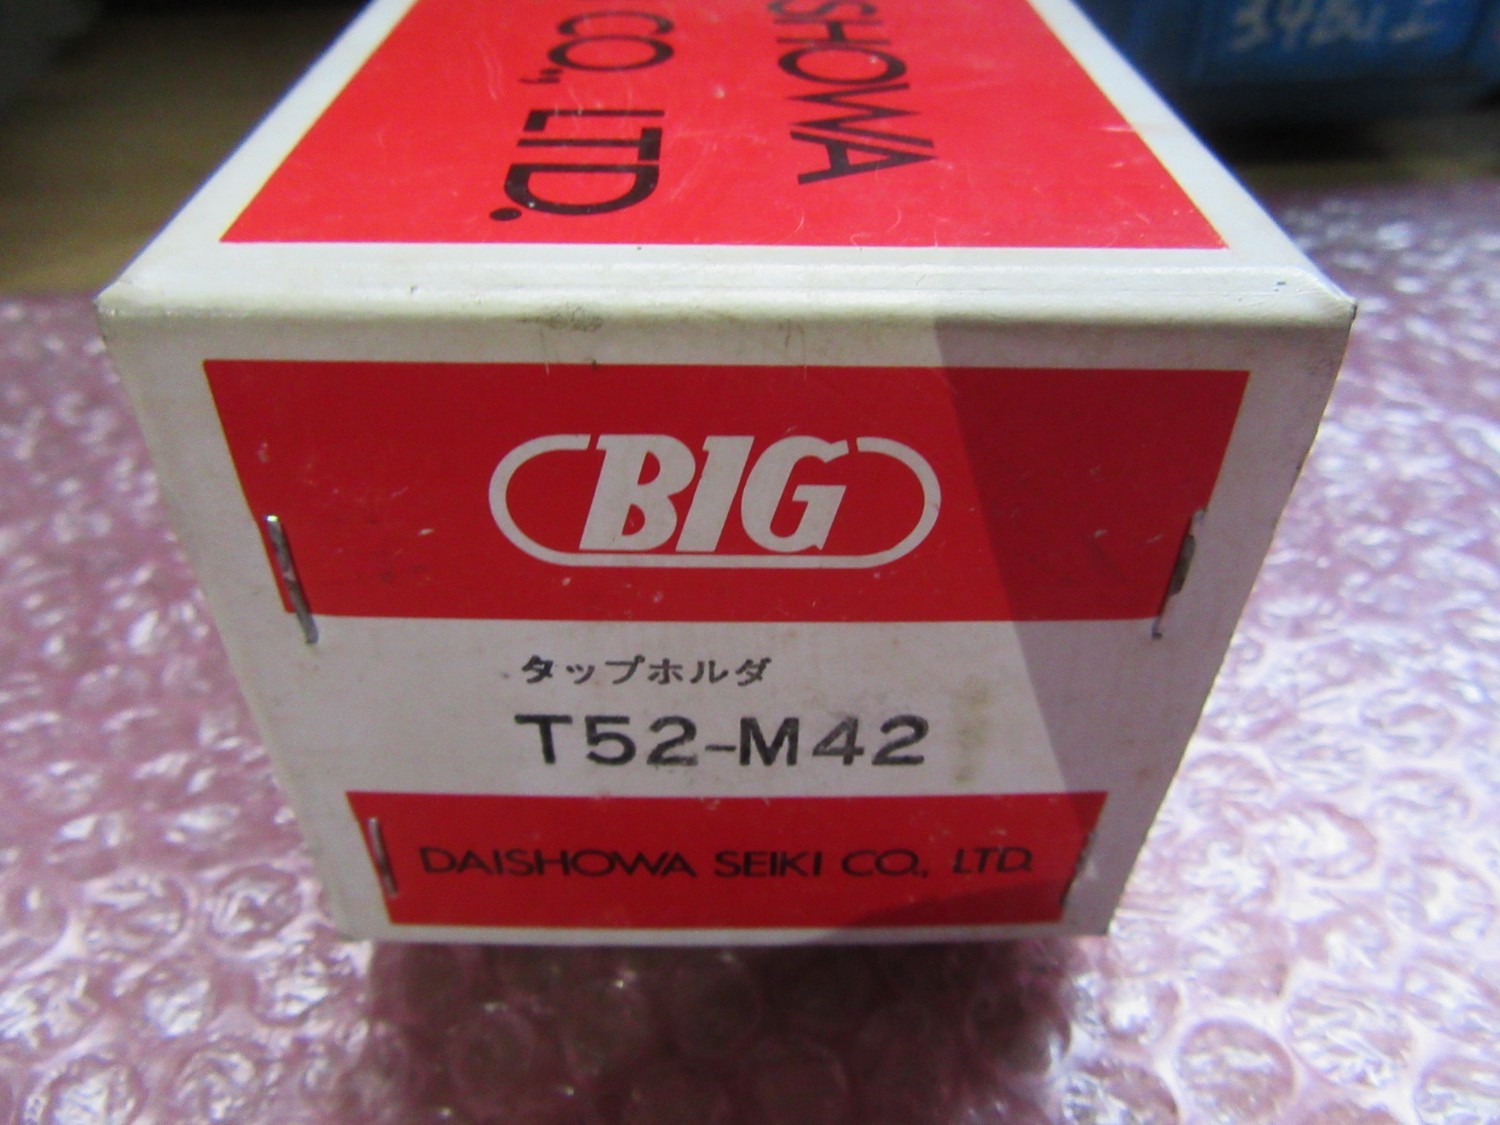 SHOWA
CO., LTD.
BIG
タップホルダ
T52-M42
DAISHOWA SEIKI CO., LTD.